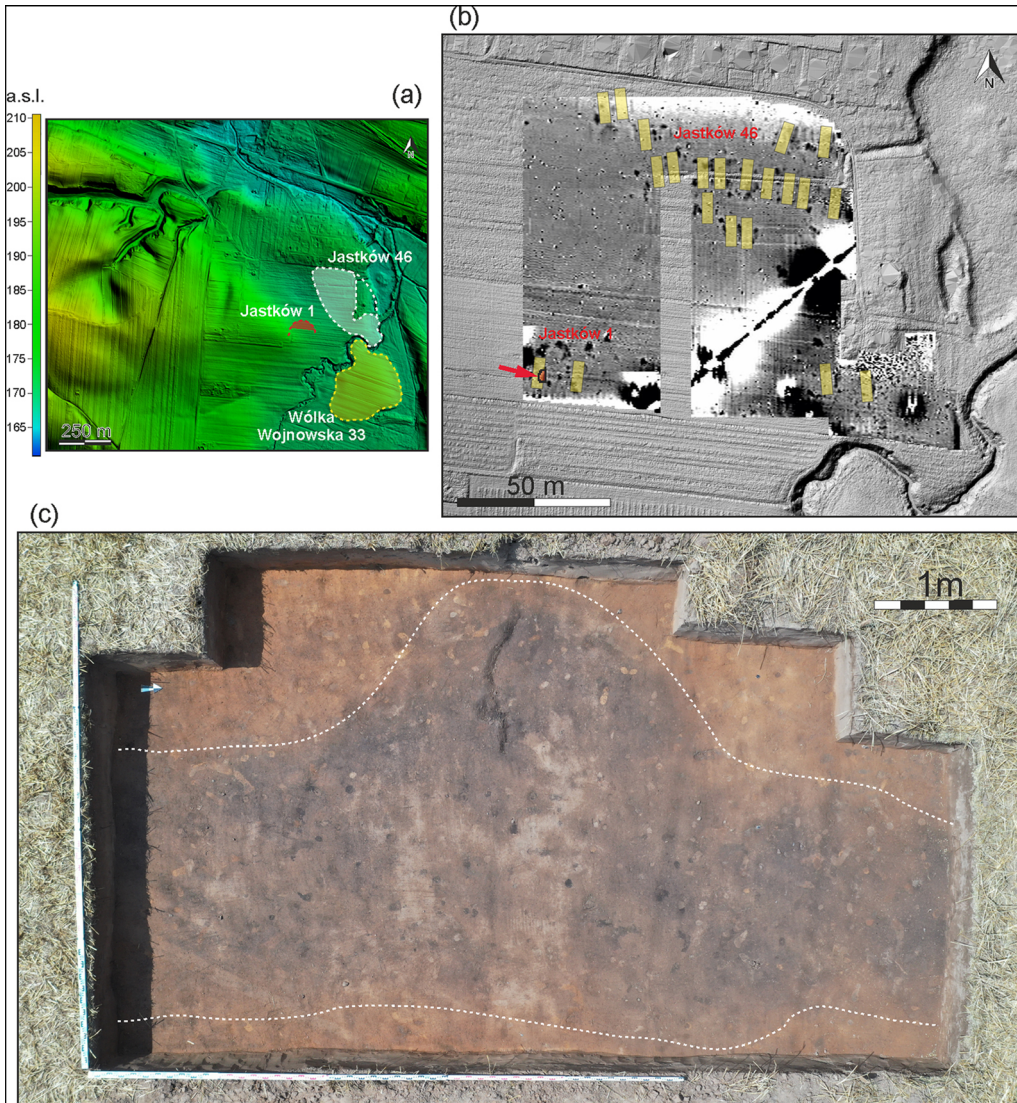 (a)
a.s.l.
210
205
200
195
190
185
180
175
170
165
N
Jastków 46
Jastków 1
Wólka
Wojnowska 33
250 m
(b)
N
Jastków 46
Jastków 1
50 m
(c)
1m